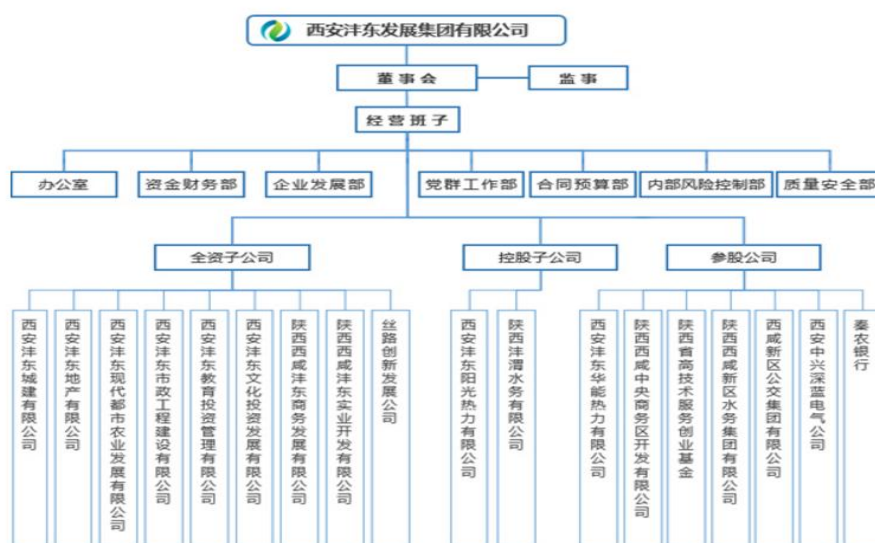 西安沣东发展集团有限公司
董事会
监事
经营班子
办公室
资金财务部
企业发展部
党群工作部
合同预算部
内部风险控制部
质量安全部
全资子公司
控股子公司
参股公司
西安沣东城建有限公司
西安沣东地产有限公司
西安沣东现代都市农业发展有限公司
西安沣东市政工程建设有限公司
西安沣东教育投资管理有限公司
西安沣东文化投资发展有限公司
陕西西咸沣东商务发展有限公司
陕西西咸沣东实业开发有限公司
丝路创新发展公司
西安沣东阳光热力有限公司
陕西沣渭水务有限公司
西安沣东华能热力有限公司
陕西西咸中央商务区开发有限公司
陕西省高技术服务创业基金
陕西西咸新区水务集团有限公司
西咸新区公交集团有限公司
西安中兴深蓝电气公司
秦农银行